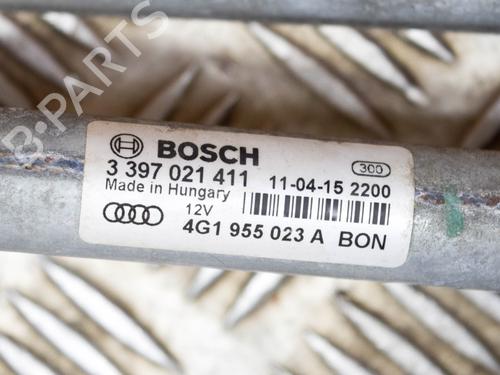 B-PARTS
BOSCH
300
3 397 021 411 11-04-15 2200
Made in Hungary
12V
4G1 955 023 A BON